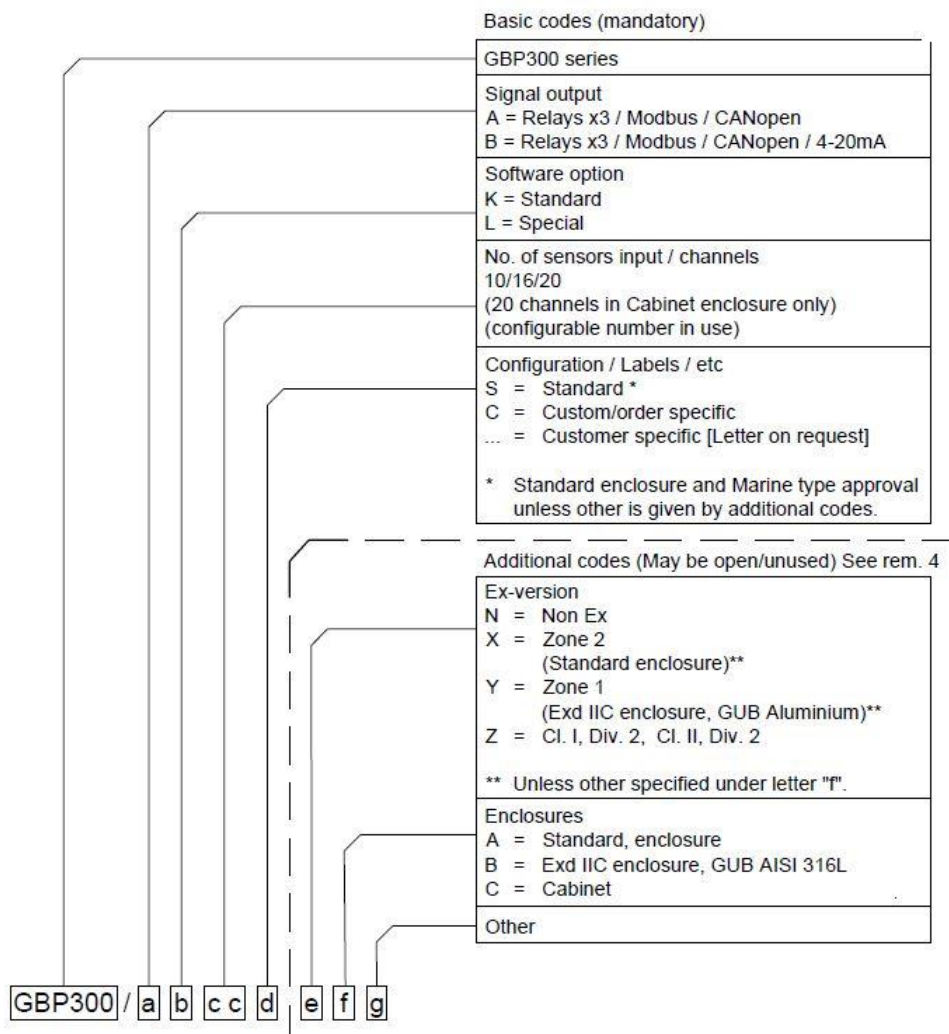 Basic codes (mandatory)
GBP300 series
Signal output
A = Relays x3 / Modbus / CANopen
B = Relays x3 / Modbus / CANopen / 4-20mA
Software option
K = Standard
L = Special
No. of sensors input / channels
10/16/20
(20 channels in Cabinet enclosure only)
(configurable number in use)
Configuration / Labels / etc
S = Standard *
C = Custom/order specific
... = Customer specific [Letter on request]
* Standard enclosure and Marine type approval
unless other is given by additional codes.
Additional codes (May be open/unused) See rem. 4
Ex-version
N = Non Ex
X = Zone 2
(Standard enclosure)**
Y = Zone 1
(Exd IIC enclosure, GUB Aluminium)**
Z = Cl. I, Div. 2, Cl. II, Div. 2
** Unless other specified under letter "f".
Enclosures
A = Standard, enclosure
B = Exd IIC enclosure, GUB AISI 316L
C = Cabinet
Other
GBP300 / a b c c d e f g